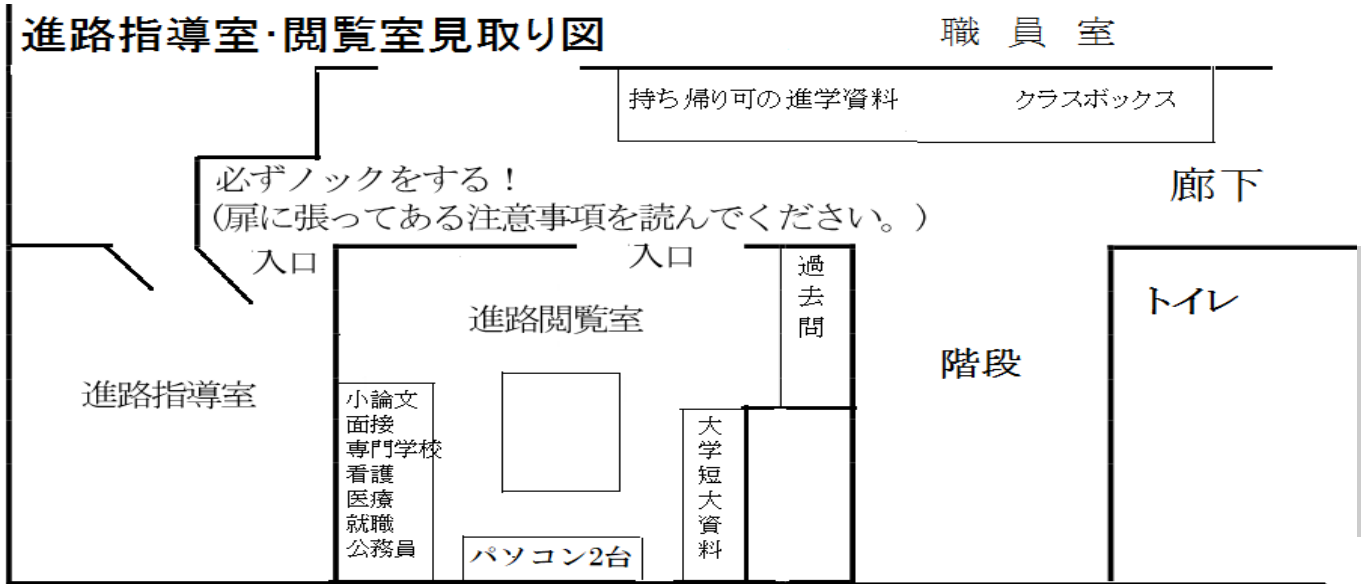 進路指導室・閲覧室見取り図
職員室
持ち帰り可の進学資料
クラスボックス
必ずノックをする！
(扉に張ってある注意事項を読んでください。)
廊下
入口
入口
過去問
トイレ
進路閲覧室
階段
進路指導室
小論文
面接
専門学校
看護
医療
就職
公務員
大学短大資料
パソコン2台